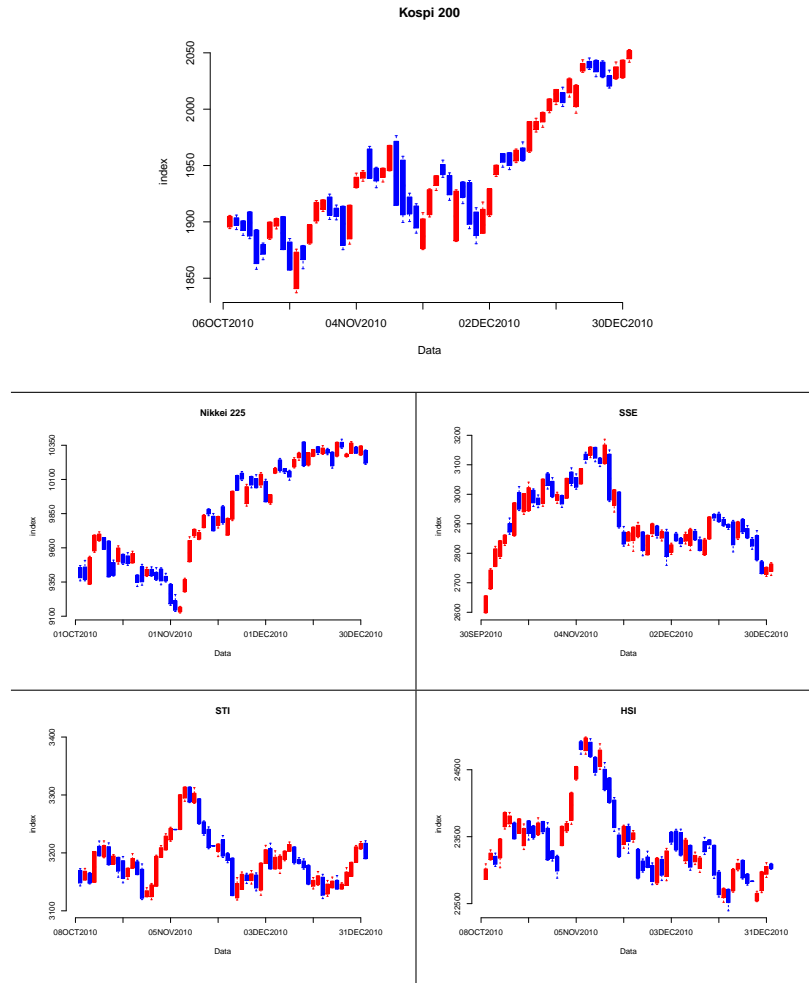 Kospi 200
index
2050
2000
1950
1900
1850
06OCT2010 04NOV2010 02DEC2010 30DEC2010
Data
Nikkei 225
index
10350
10100
9850
9600
9350
9100
01OCT2010 01NOV2010 01DEC2010 30DEC2010
Data
SSE
index
3200
3100
3000
2900
2800
2700
2600
30SEP2010 04NOV2010 02DEC2010 30DEC2010
Data
STI
index
3400
3300
3200
3100
08OCT2010 05NOV2010 03DEC2010 31DEC2010
Data
HSI
index
24500
23500
22500
08OCT2010 05NOV2010 03DEC2010 31DEC2010
Data